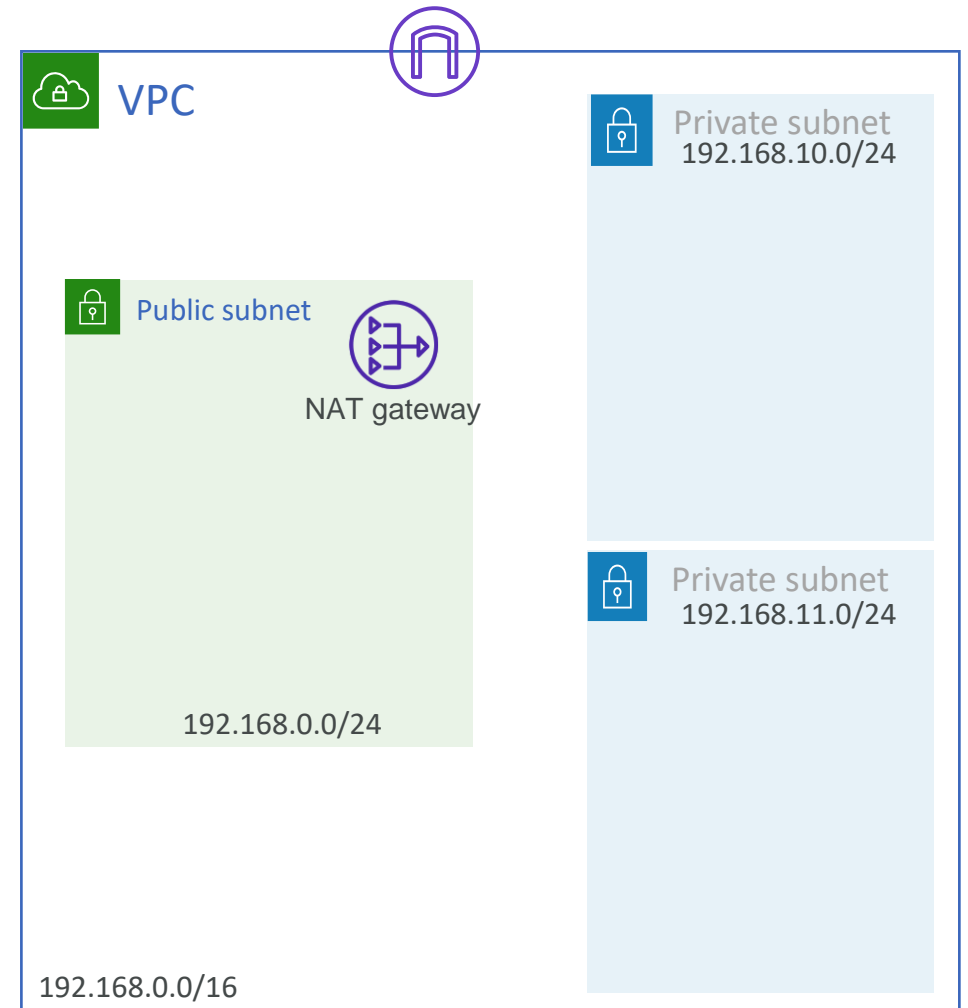 VPC
Private subnet
192.168.10.0/24
Public subnet
NAT gateway
192.168.0.0/24
Private subnet
192.168.11.0/24
192.168.0.0/16